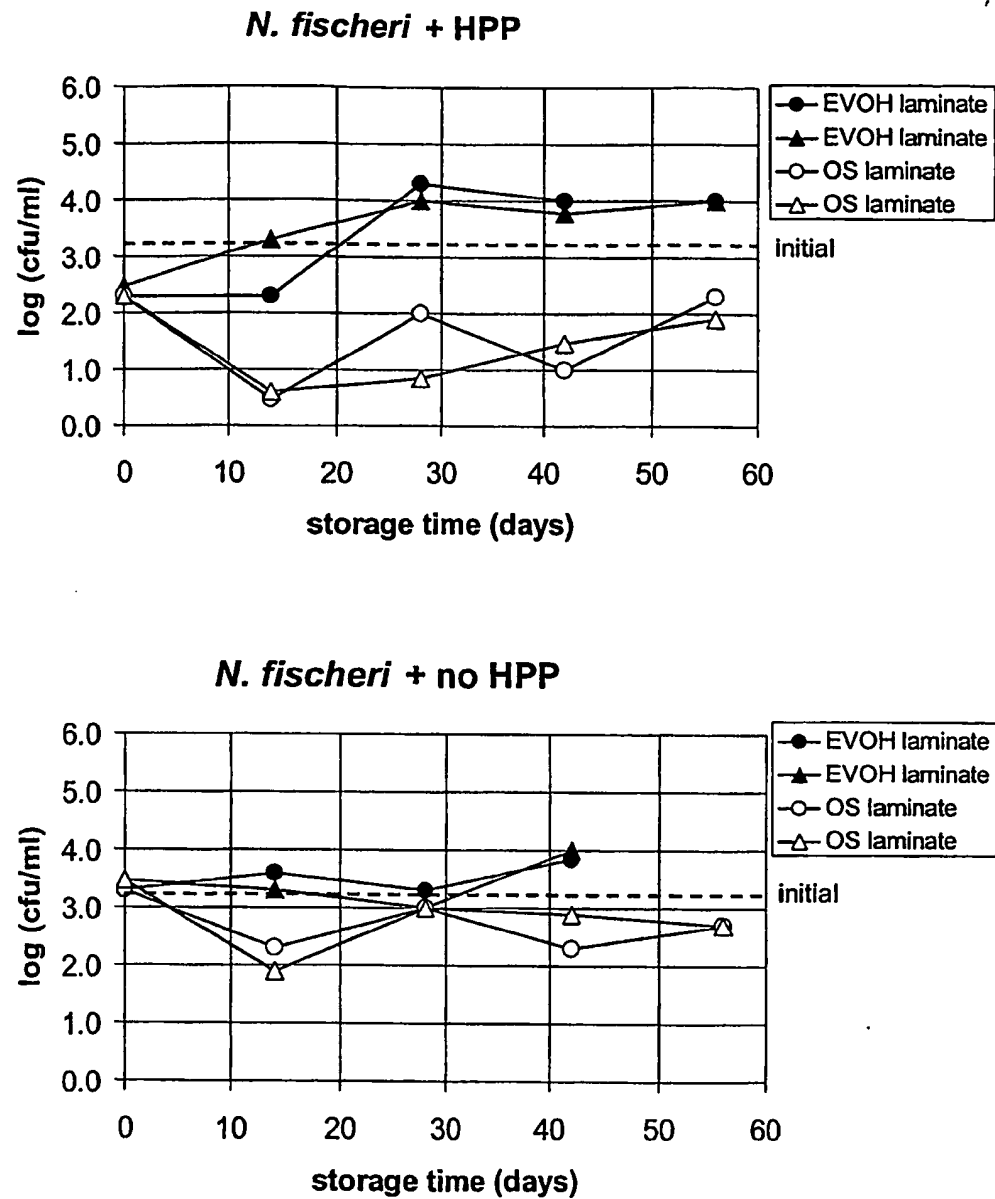 N. fischeri + HPP
6.0
5.0
4.0
3.0
2.0
1.0
0.0
log (cfu/ml)
0 10 20 30 40 50 60
storage time (days)
EVOH laminate
EVOH laminate
OS laminate
OS laminate
initial
N. fischeri + no HPP
6.0
5.0
4.0
3.0
2.0
1.0
0.0
log (cfu/ml)
0 10 20 30 40 50 60
storage time (days)
EVOH laminate
EVOH laminate
OS laminate
OS laminate
initial